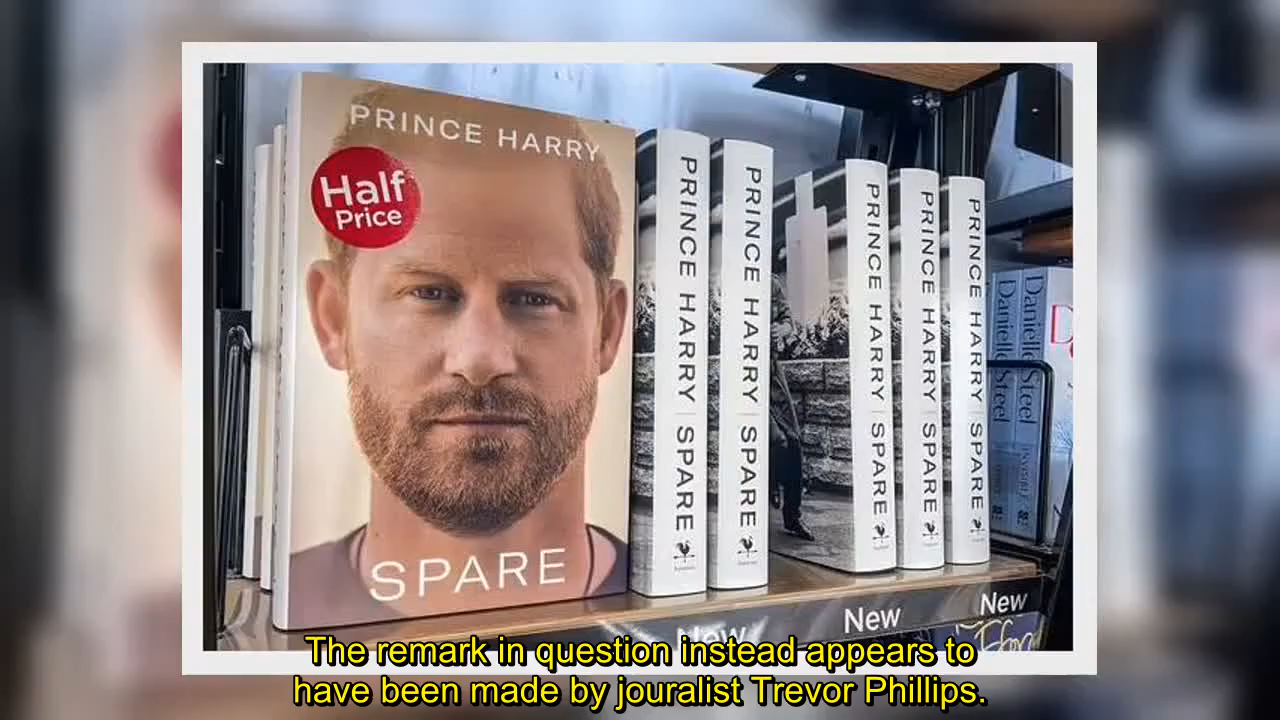 PRINCE HARRY
Half
Price
SPARE
PRINCE HARRY SPARE
PRINCE HARRY SPARE
PRINCE HARRY SPARE
PRINCE HARRY SPARE
PRINCE HARRY SPARE
Danielle Steel
Danielle Steel
New
New
New
The remark in question instead appears to
have been made by jouralist Trevor Phillips.